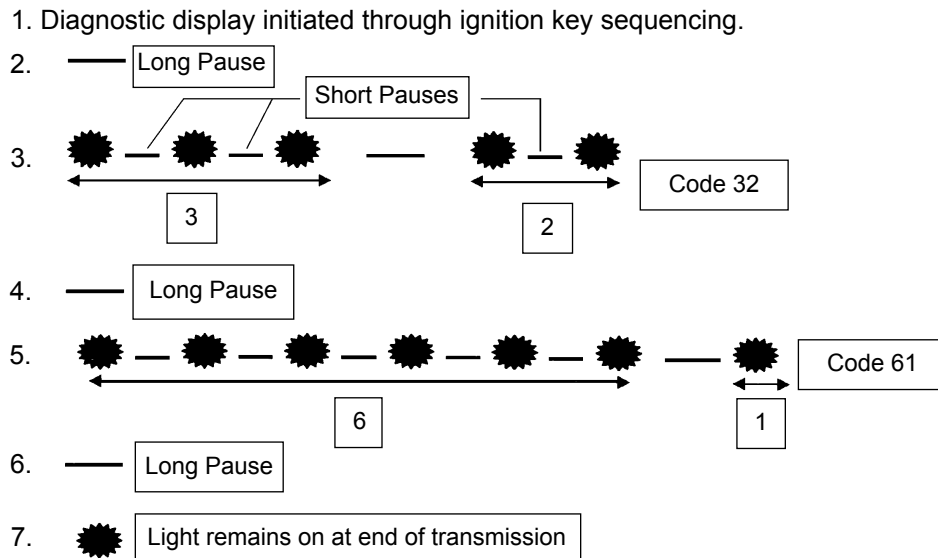 1. Diagnostic display initiated through ignition key sequencing.
2. Long Pause
Short Pauses
3. Code 32
3 2
4. Long Pause
5. Code 61
6 1
6. Long Pause
7. Light remains on at end of transmission